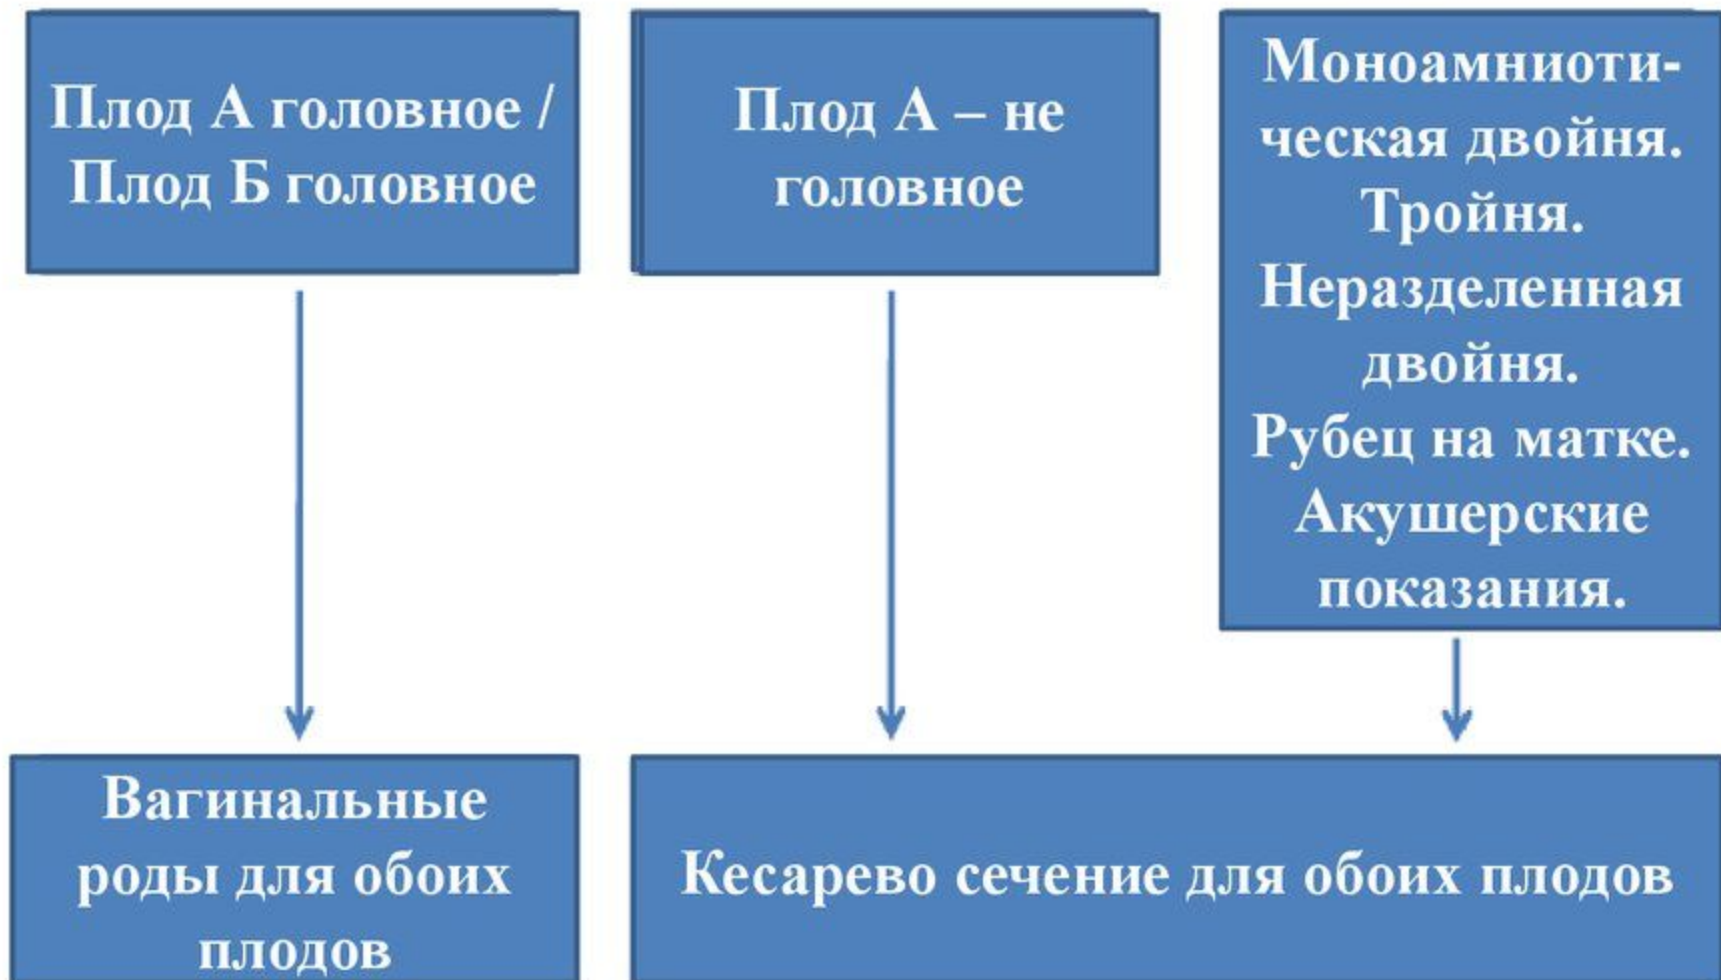 Плод А головное /
Плод Б головное
Плод А – не
головное
Моноамниоти-
ческая двойня.
Тройня.
Неразделенная
двойня.
Рубец на матке.
Акушерские
показания.
Вагинальные
роды для обоих
плодов
Кесарево сечение для обоих плодов